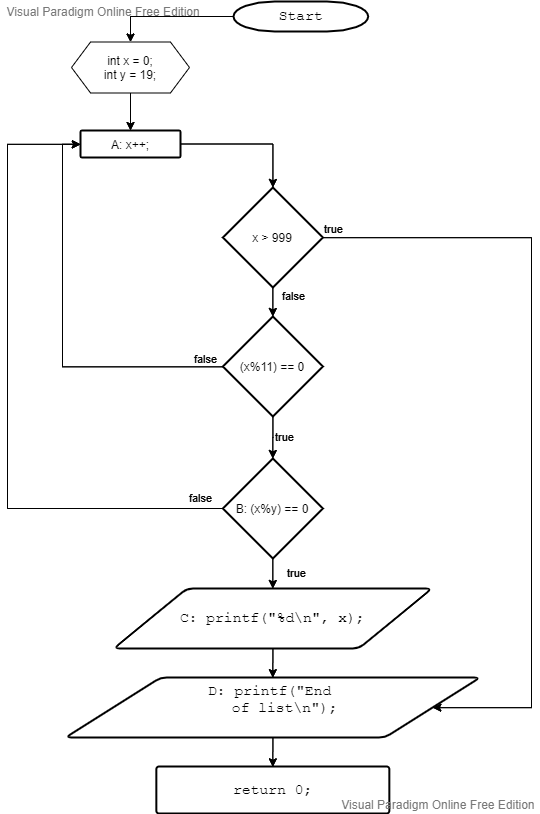 Visual Paradigm Online Free Edition
Start
int x = 0;
int y = 19;
A: x++;
x > 999
true
false
(x%11) == 0
false
true
B: (x%y) == 0
false
true
C: printf("%d\n", x);
D: printf("End
of list\n");
return 0;
Visual Paradigm Online Free Edition